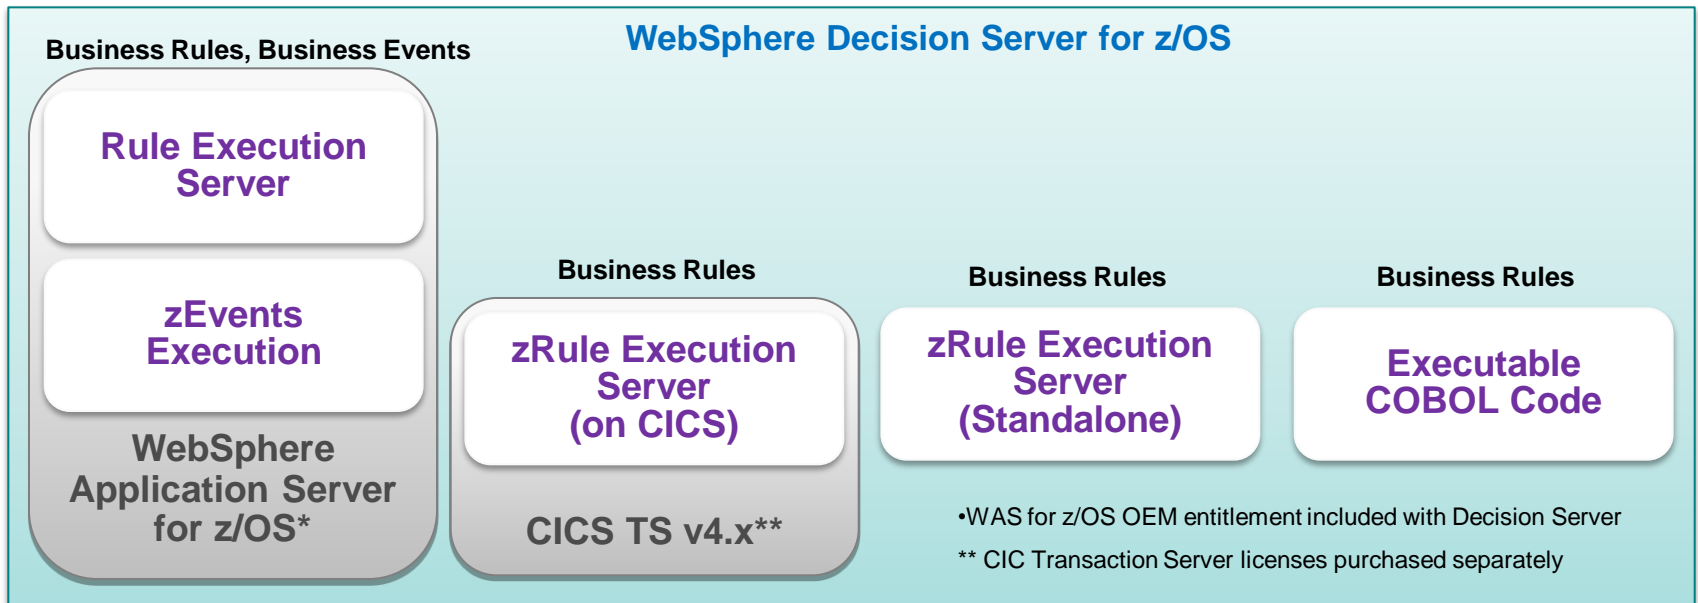 WebSphere Decision Server for z/OS
Business Rules, Business Events
Rule Execution
Server
zEvents
Execution
WebSphere
Application Server
for z/OS*
Business Rules
zRule Execution
Server
(on CICS)
CICS TS v4.x**
Business Rules
zRule Execution
Server
(Standalone)
Business Rules
Executable
COBOL Code
•WAS for z/OS OEM entitlement included with Decision Server
** CIC Transaction Server licenses purchased separately